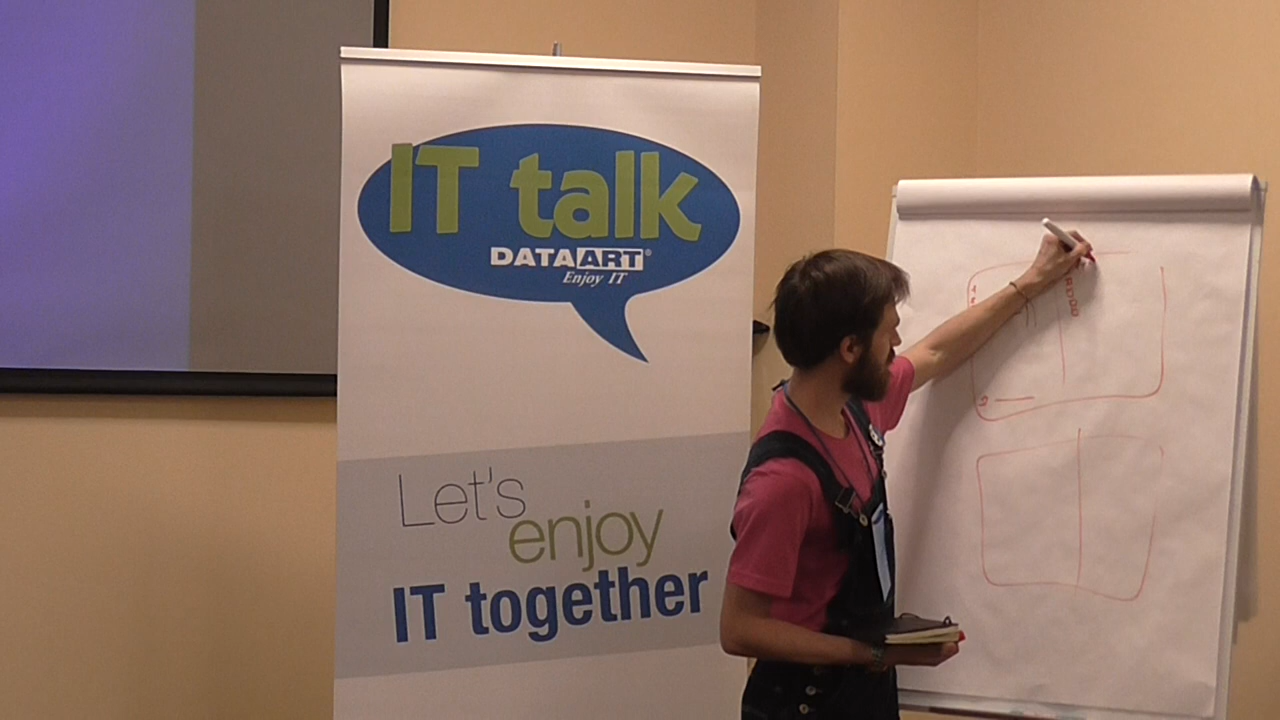 IT talk
DATAART®
Enjoy IT
Let's
enjoy
IT together